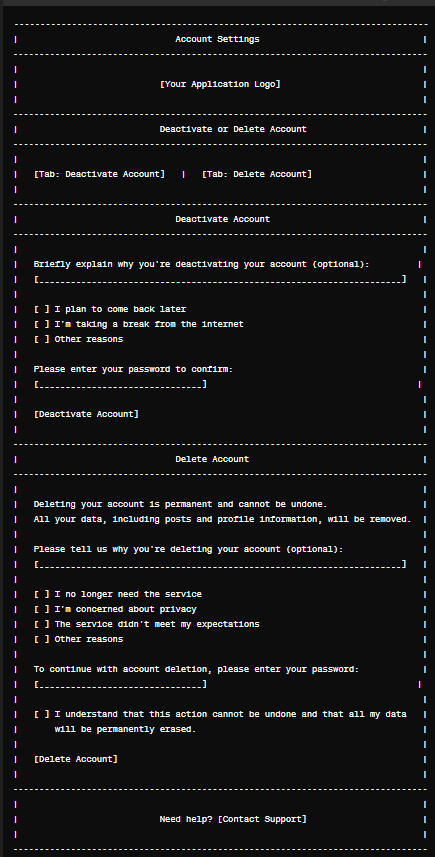 Account Settings
[Your Application Logo]
Deactivate or Delete Account
[Tab: Deactivate Account] | [Tab: Delete Account]
Deactivate Account
Briefly explain why you're deactivating your account (optional):
[_____________________________________________________________________]
[ ] I plan to come back later
[ ] I'm taking a break from the internet
[ ] Other reasons
Please enter your password to confirm:
[_______________________________]
[Deactivate Account]
Delete Account
Deleting your account is permanent and cannot be undone.
All your data, including posts and profile information, will be removed.
Please tell us why you're deleting your account (optional):
[_____________________________________________________________________]
[ ] I no longer need the service
[ ] I'm concerned about privacy
[ ] The service didn't meet my expectations
[ ] Other reasons
To continue with account deletion, please enter your password:
[_______________________________]
[ ] I understand that this action cannot be undone and that all my data
will be permanently erased.
[Delete Account]
Need help? [Contact Support]